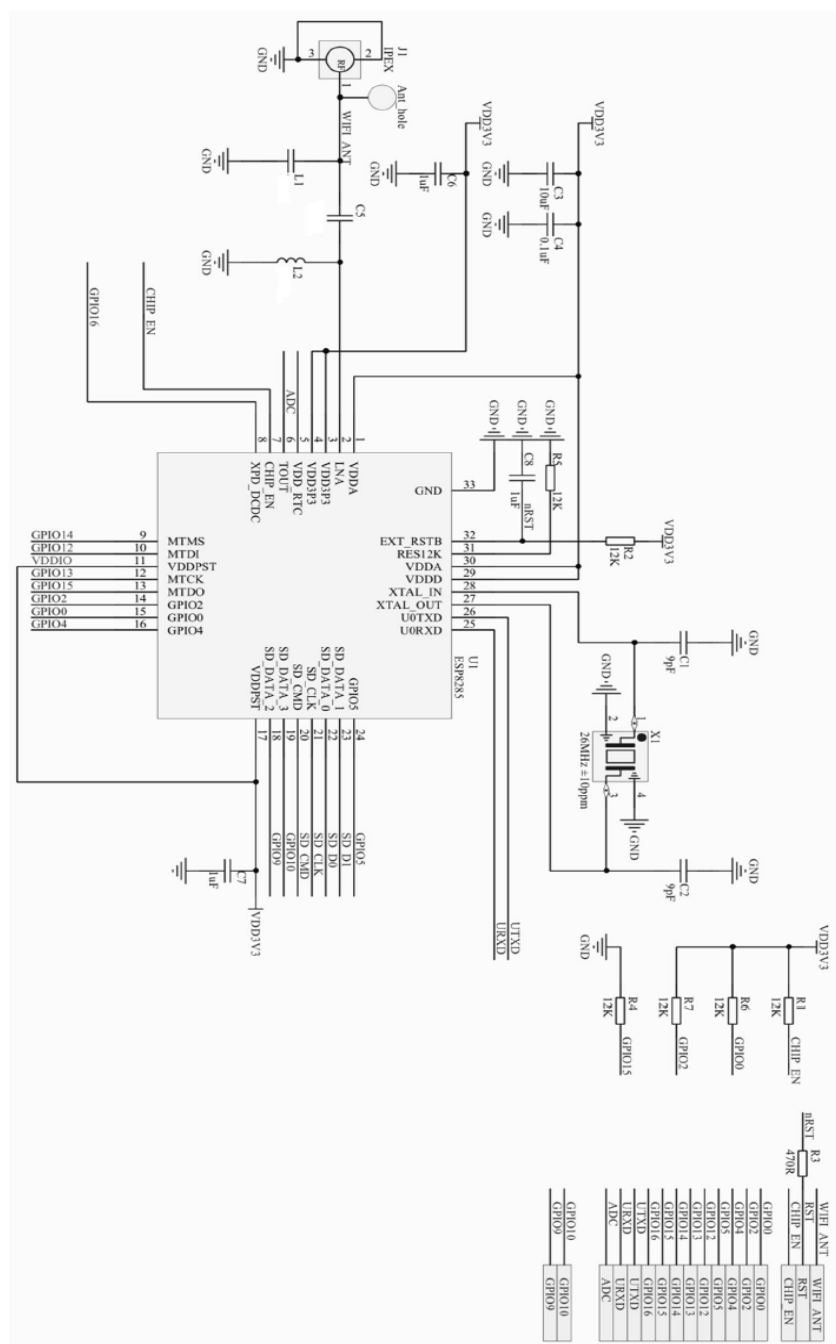 J1
IPEX
3
2
RF
1
GND
Ant_hole
WIFI_ANT
GND
L1
C5
GND
L2
VDD3V3
C6
1uF
GND
VDD3V3
C3
10uF
GND
C4
0.1uF
GND
GPIO16
CHIP_EN
ADC
GND
GND
GND
C8
1uF
nRST
R5
12K
R2
12K
VDD3V3
8
7
6
5
4
3
2
1
XPD_DCDC
CHIP_EN
TOUT
VDD_RTC
VDD3P3
VDD3P3
LNA
VDDA
GND
33
EXT_RSTB
32
RES12K
31
VDDA
30
VDDD
29
XTAL_IN
28
XTAL_OUT
27
U0TXD
26
U0RXD
25
GPIO14
9
MTMS
GPIO12
10
MTDI
VDDIO
11
VDDPST
GPIO13
12
MTCK
GPIO15
13
MTDO
GPIO2
14
GPIO2
GPIO0
15
GPIO0
GPIO4
16
GPIO4
U1
ESP8285
VDDPST
SD_DATA_2
SD_DATA_3
SD_CMD
SD_CLK
SD_DATA_0
SD_DATA_1
GPIO5
17
18
19
20
21
22
23
24
GPIO9
GPIO10
SD_CMD
SD_CLK
SD_D0
SD_D1
GPIO5
C7
1uF
VDD3V3
URXD
UTXD
C1
9pF
GND
GND
2
1
X1
26MHz ±10ppm
3
4
GND
C2
9pF
GND
GND
R4
12K
GPIO15
VDD3V3
R7
12K
GPIO2
R6
12K
GPIO0
R1
12K
CHIP_EN
nRST
R3
470R
WIFI_ANT
RST
CHIP_EN
WIFI_ANT
RST
CHIP_EN
GPIO0
GPIO2
GPIO4
GPIO5
GPIO12
GPIO13
GPIO14
GPIO15
GPIO16
UTXD
URXD
ADC
GPIO0
GPIO2
GPIO4
GPIO5
GPIO12
GPIO13
GPIO14
GPIO15
GPIO16
UTXD
URXD
ADC
GPIO10
GPIO9
GPIO10
GPIO9